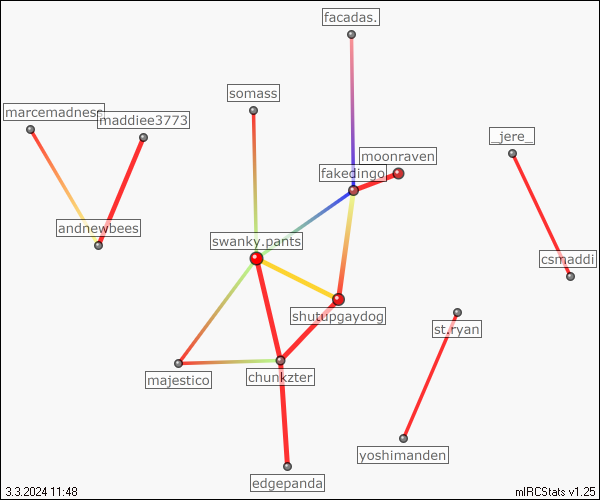 facadas.
somass
marcemadness
maddiee3773
_jere_
moonraven
fakedingo
andnewbees
swanky.pants
csmaddi
shutupgaydog
st.ryan
majestico
chunkzter
yoshimanden
edgepanda
3.3.2024 11:48
mIRCStats v1.25